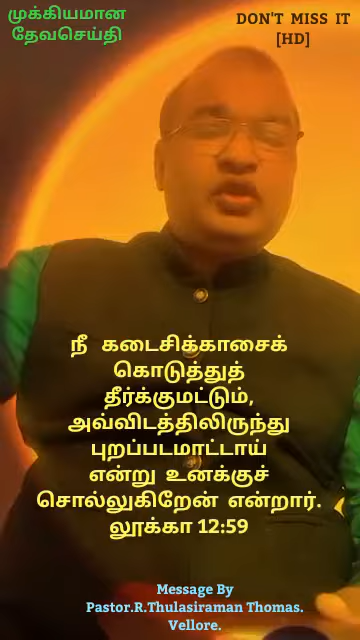 முக்கியமான
தேவசெய்தி
DON'T MISS IT
[HD]
நீ கடைசிக்காசைக்
கொடுத்துத்
தீர்க்குமட்டும்,
அவ்விடத்திலிருந்து
புறப்படமாட்டாய்
என்று உனக்குச்
சொல்லுகிறேன் என்றார்.
லூக்கா 12:59
Message By
Pastor.R.Thulasiraman Thomas.
Vellore.